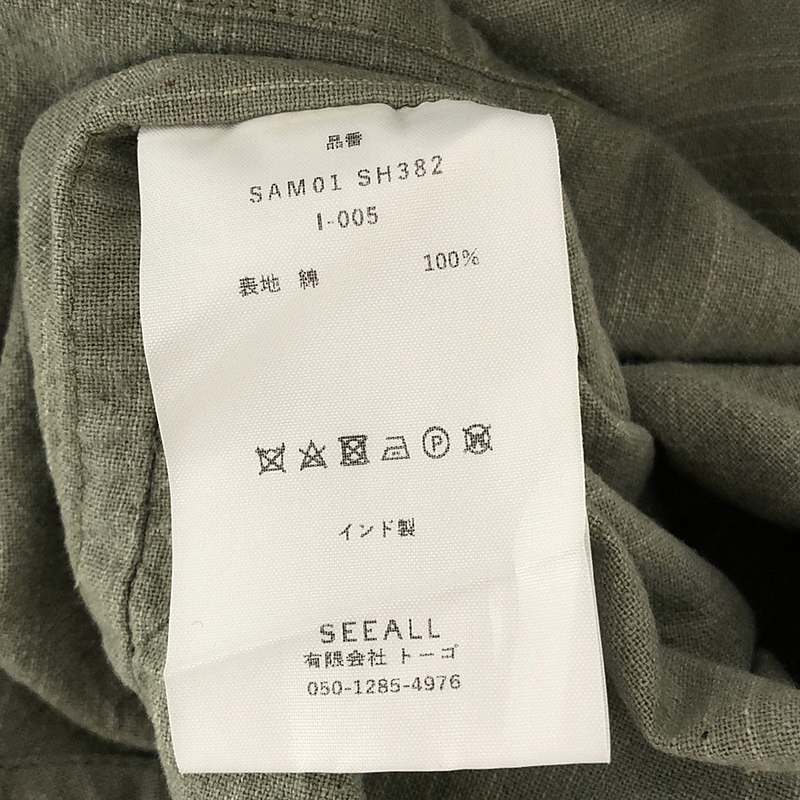 品番
SAM01 SH382
I-005
表地 綿 100%
インド製
SEEALL
有限会社 トーゴ
050-1285-4976